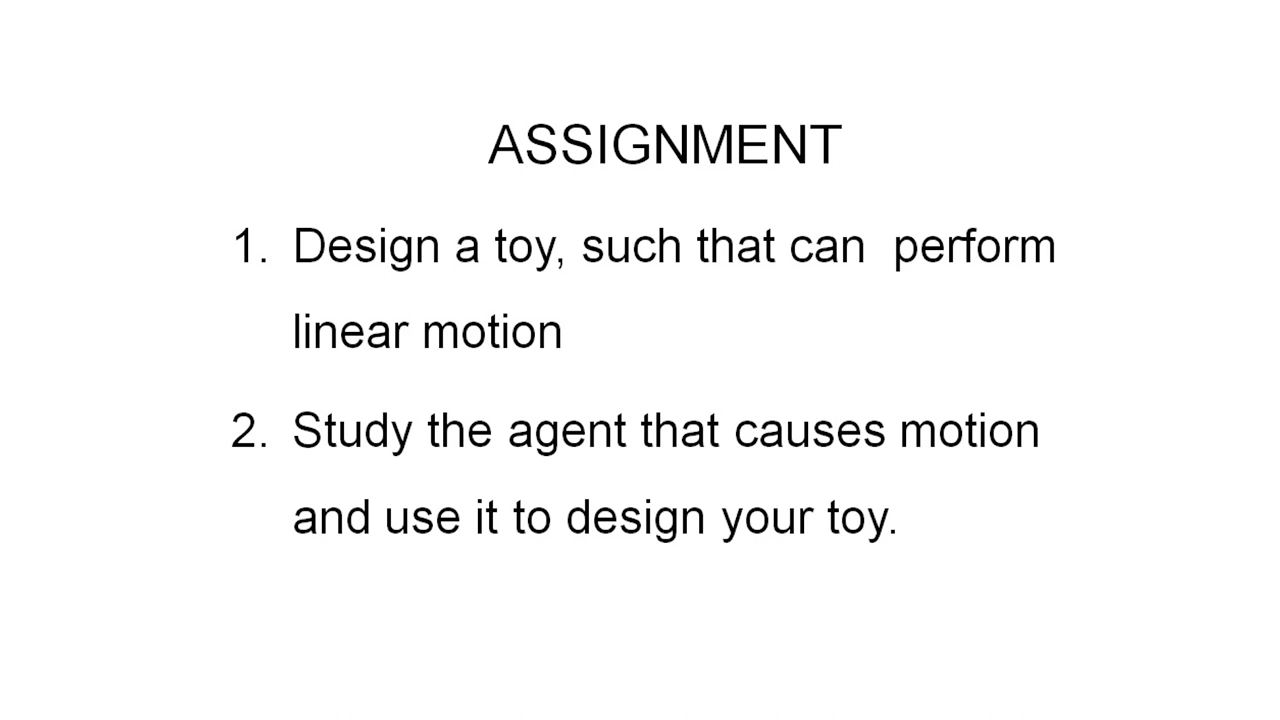 ASSIGNMENT
1. Design a toy, such that can perform
linear motion
2. Study the agent that causes motion
and use it to design your toy.